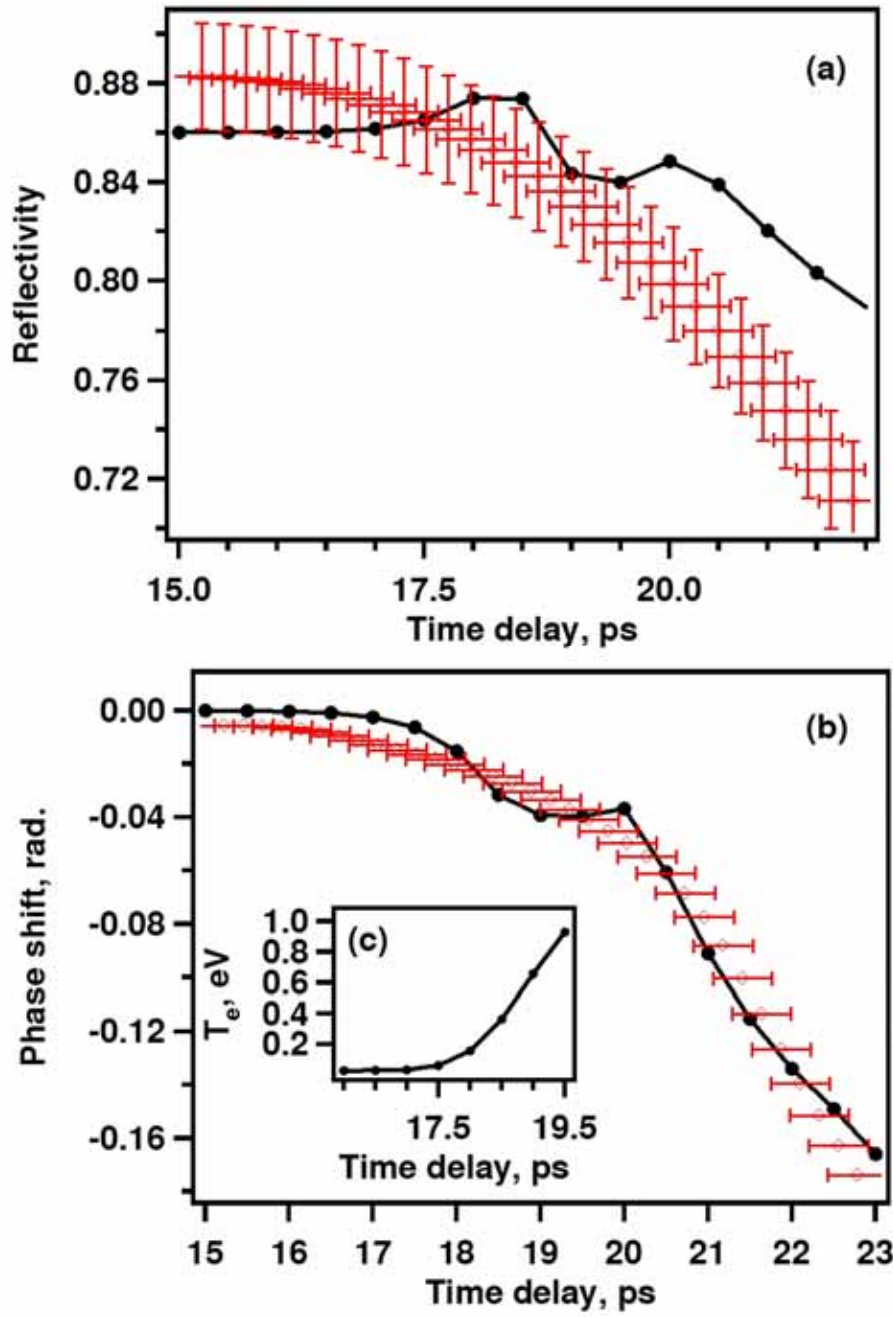 (a)
Reflectivity
0.88
0.84
0.80
0.76
0.72
15.0 17.5 20.0
Time delay, ps
(b)
Phase shift, rad.
0.00
-0.04
-0.08
-0.12
-0.16
(c)
T_e, eV
1.0
0.8
0.6
0.4
0.2
17.5 19.5
Time delay, ps
15 16 17 18 19 20 21 22 23
Time delay, ps